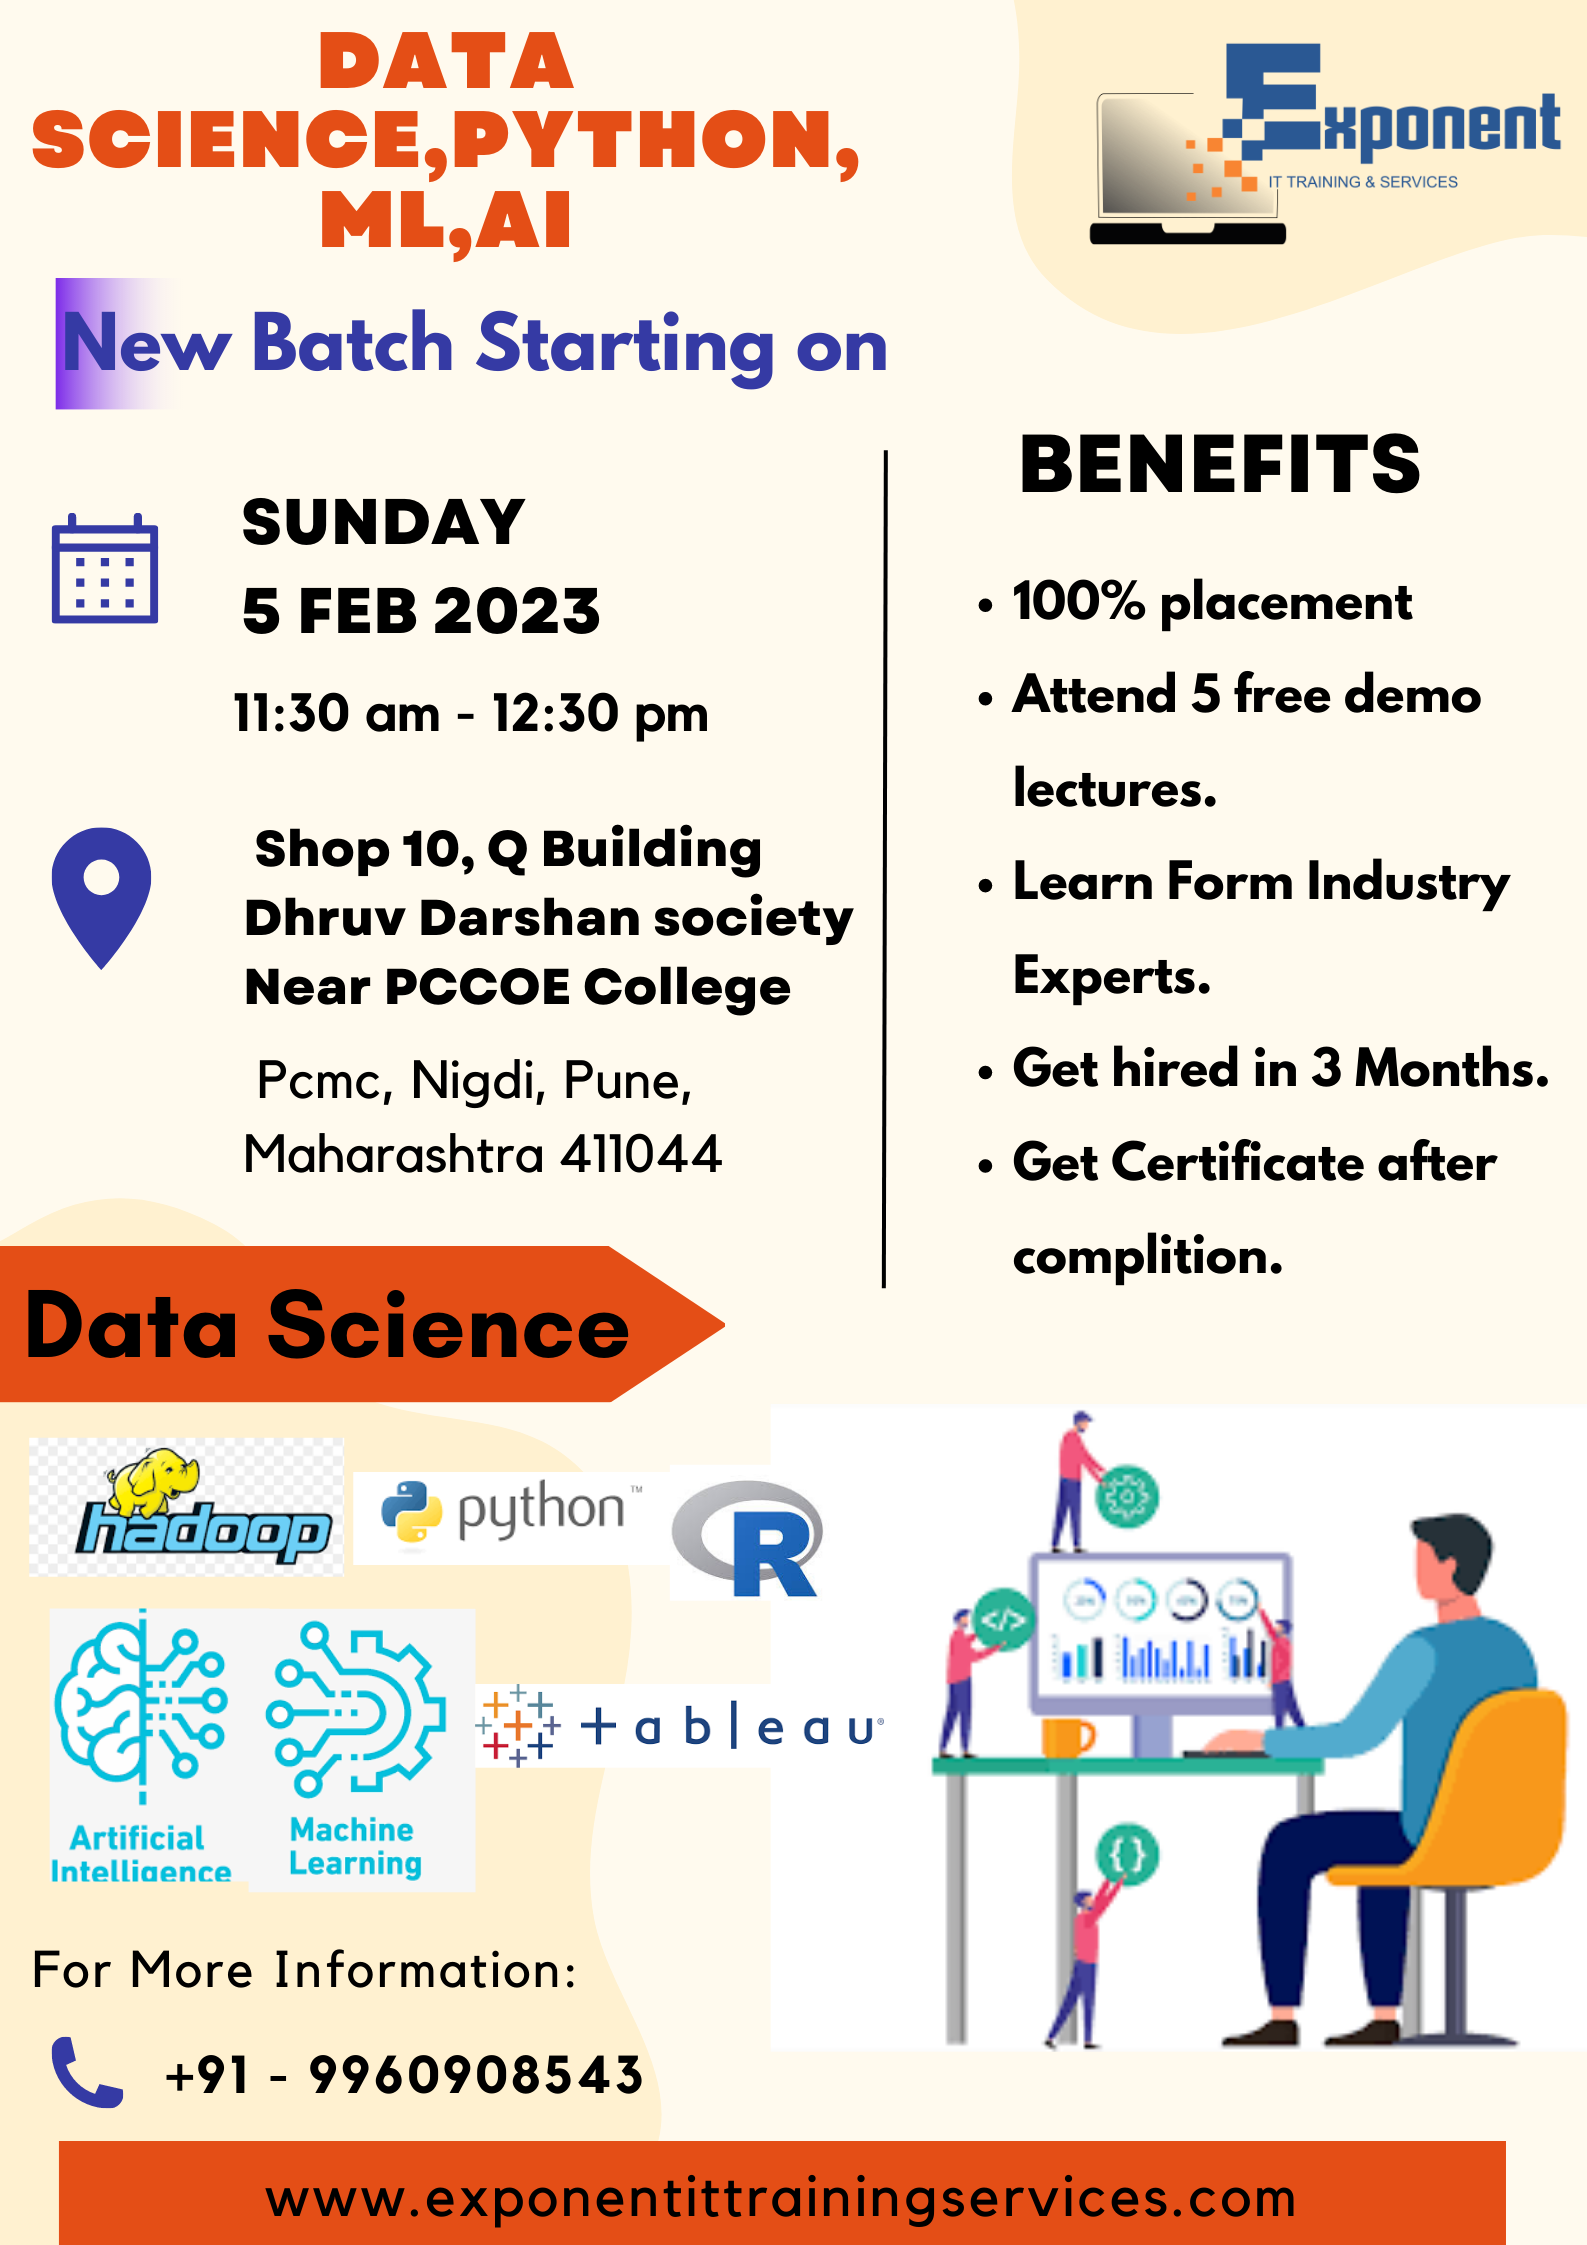 DATA
SCIENCE,PYTHON,
ML,AI
Exponent
IT TRAINING & SERVICES
New Batch Starting on
SUNDAY
5 FEB 2023
11:30 am - 12:30 pm
Shop 10, Q Building
Dhruv Darshan society
Near PCCOE College
Pcmc, Nigdi, Pune,
Maharashtra 411044
BENEFITS
• 100% placement
• Attend 5 free demo
lectures.
• Learn Form Industry
Experts.
• Get hired in 3 Months.
• Get Certificate after
complition.
Data Science
hadoop
python™
R
Artificial
Intelligence
Machine
Learning
+ableau®
</>
{}
For More Information:
+91 - 9960908543
www.exponentittrainingservices.com